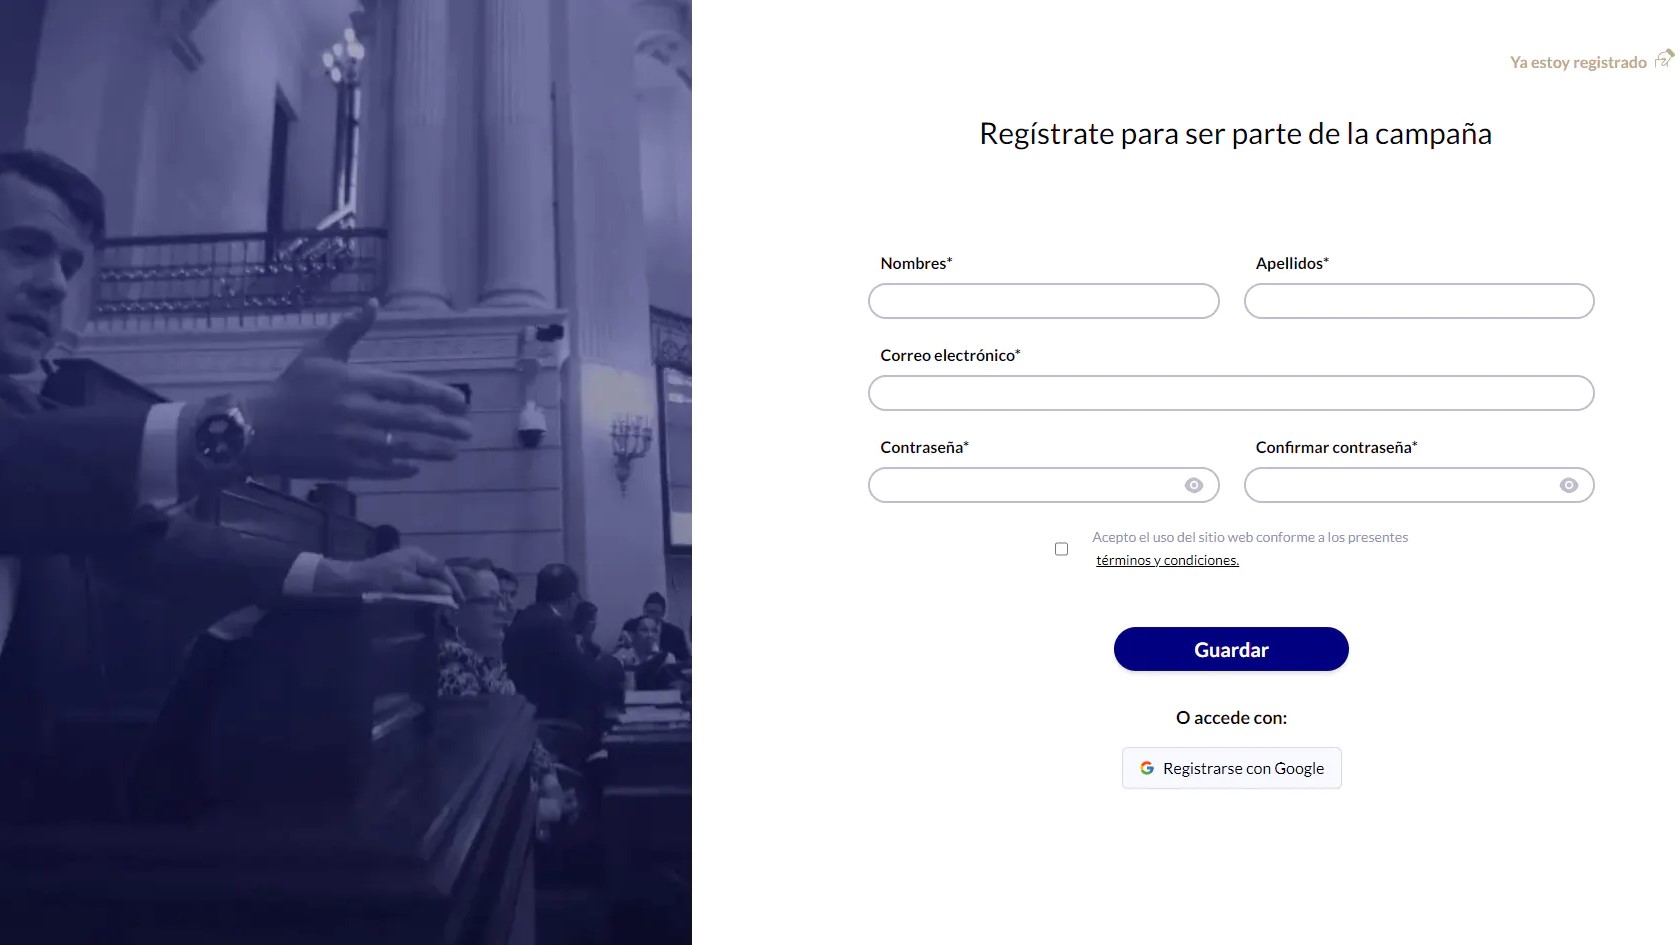 Ya estoy registrado
Regístrate para ser parte de la campaña
Nombres*
Apellidos*
Correo electrónico*
Contraseña*
Confirmar contraseña*
Acepto el uso del sitio web conforme a los presentes
términos y condiciones.
Guardar
O accede con:
Registrarse con Google